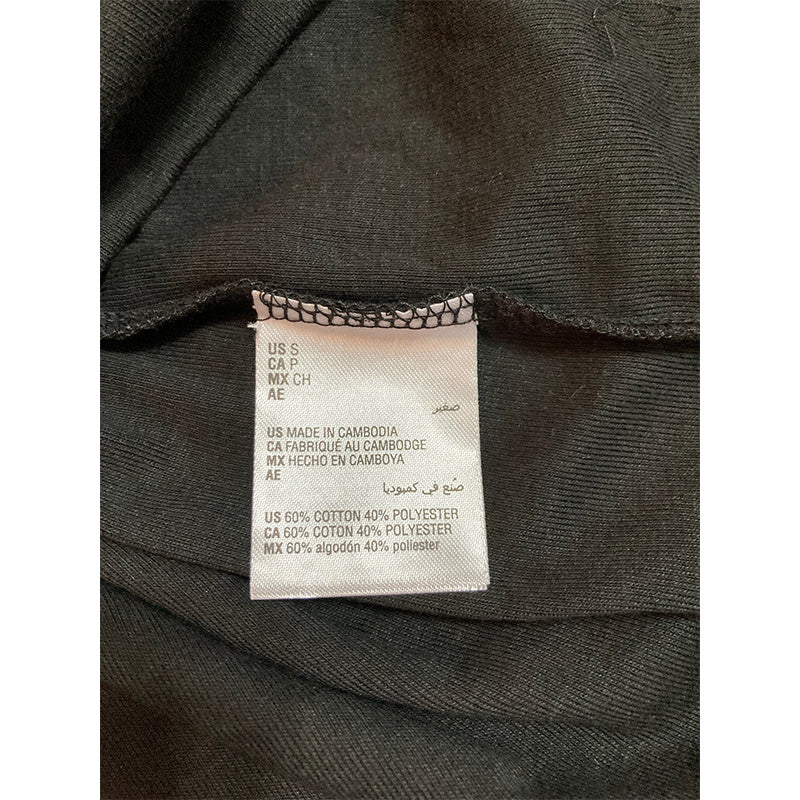 US S
CA P
MX CH
AE
صغير
US MADE IN CAMBODIA
CA FABRIQUÉ AU CAMBODGE
MX HECHO EN CAMBOYA
AE
صُنع في كمبوديا
US 60% COTTON 40% POLYESTER
CA 60% COTON 40% POLYESTER
MX 60% algodón 40% poliester